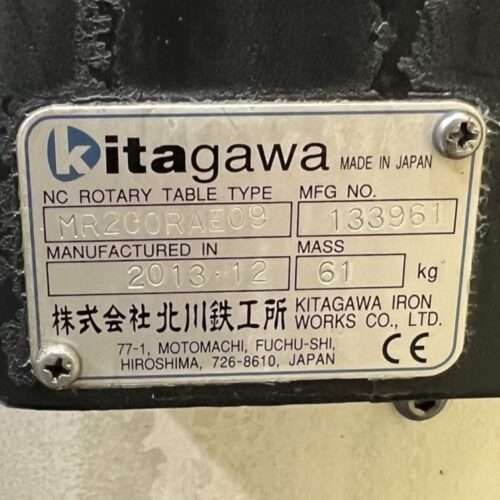 kitagawa MADE IN JAPAN
NC ROTARY TABLE TYPE MFG NO.
MR200RAE09 133961
MANUFACTURED IN MASS
2013.12 61 kg
株式会社 北川鉄工所 KITAGAWA IRON WORKS CO., LTD.
77-1, MOTOMACHI, FUCHU-SHI,
HIROSHIMA, 726-8610, JAPAN
CE